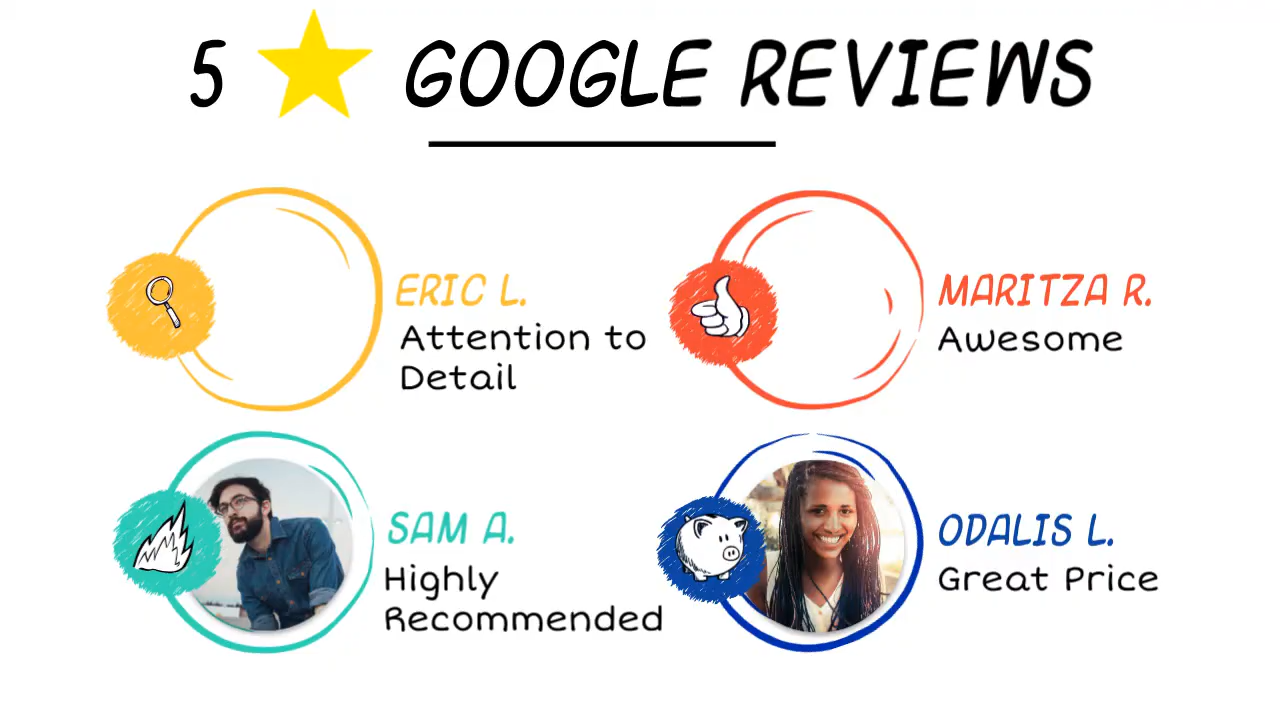 5 GOOGLE REVIEWS
ERIC L.
Attention to
Detail
MARITZA R.
Awesome
SAM A.
Highly
Recommended
ODALIS L.
Great Price